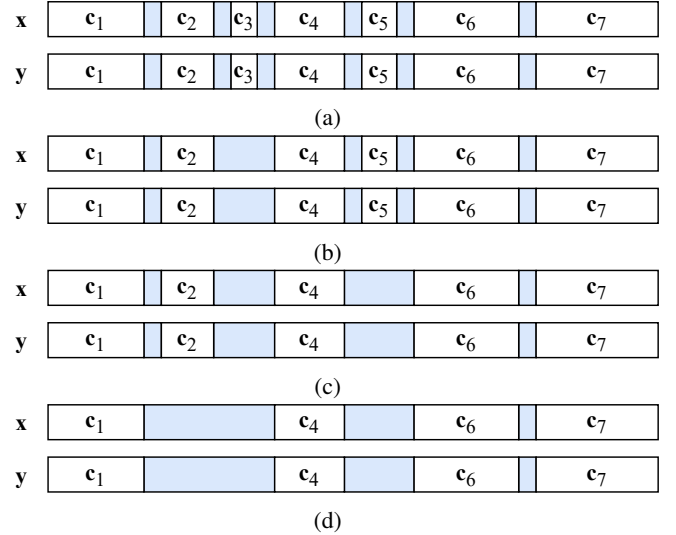 x c1 c2 c3 c4 c5 c6 c7
y c1 c2 c3 c4 c5 c6 c7
(a)
x c1 c2 c4 c5 c6 c7
y c1 c2 c4 c5 c6 c7
(b)
x c1 c2 c4 c6 c7
y c1 c2 c4 c6 c7
(c)
x c1 c4 c6 c7
y c1 c4 c6 c7
(d)